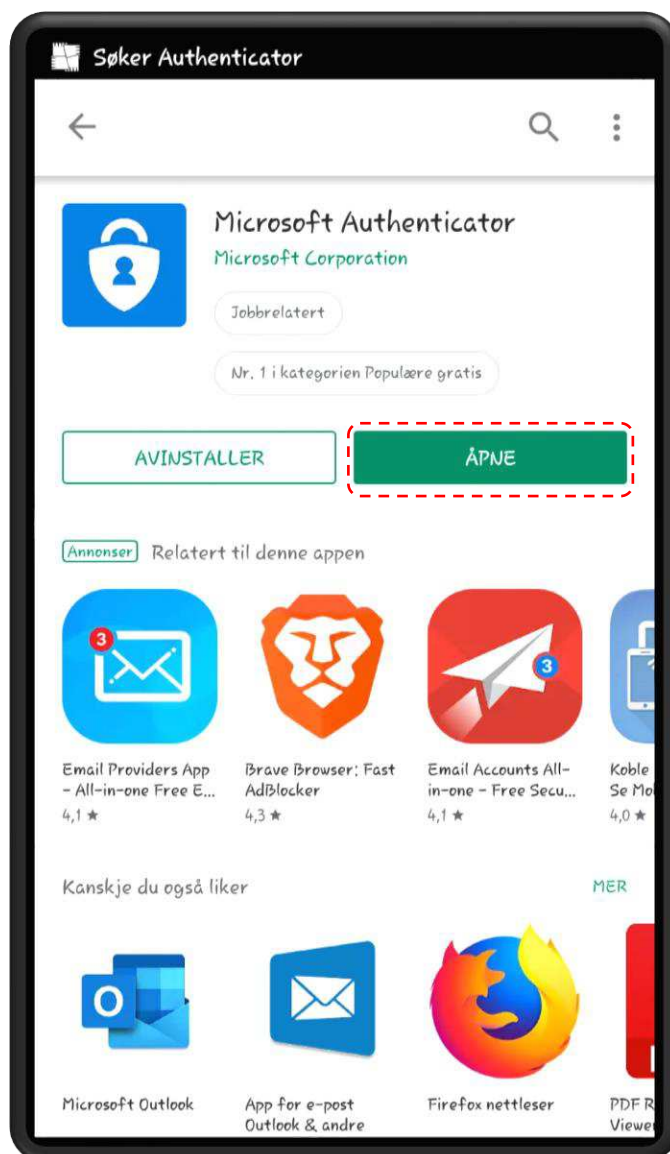 Søker Authenticator
Microsoft Authenticator
Microsoft Corporation
Jobbrelatert
Nr. 1 i kategorien Populære gratis
AVINSTALLER
ÅPNE
Annonser Relatert til denne appen
3
3
Email Providers App
– All-in-one Free E...
4,1 ★
Brave Browser: Fast
AdBlocker
4,3 ★
Email Accounts All-
in-one – Free Secu...
4,1 ★
Koble
Se Mo
4,0 ★
Kanskje du også liker
MER
O
Microsoft Outlook
App for e-post
Outlook & andre
Firefox nettleser
PDF R
Viewe